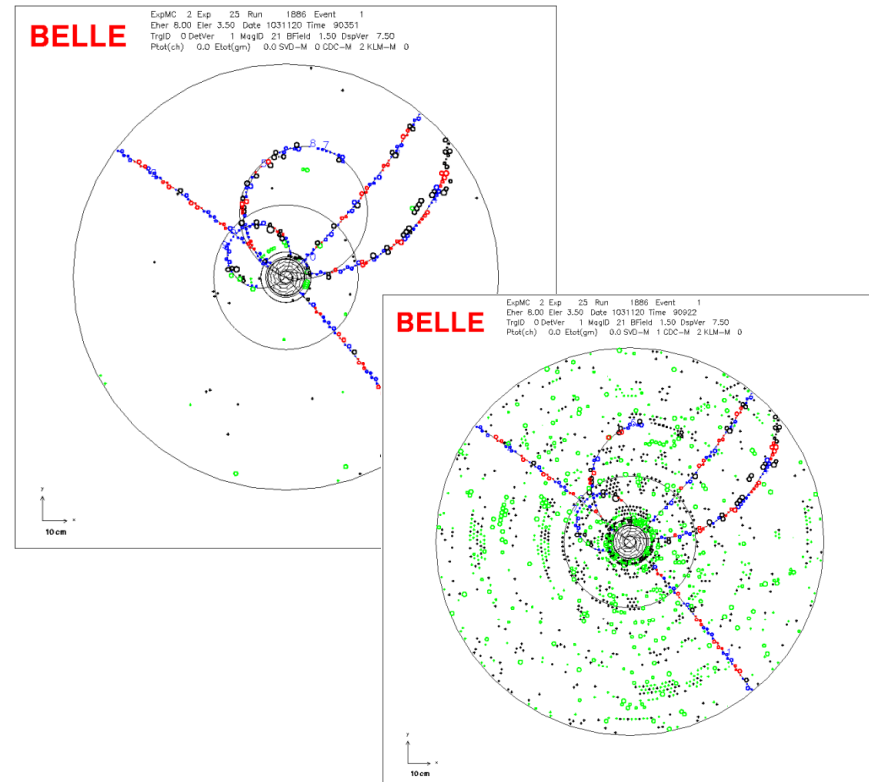 BELLE
ExpMC 2 Exp 25 Run 1886 Event 1
Eher 8.00 Eler 3.50 Date 1031120 Time 90351
TrgID 0 DetVer 1 MagID 21 BField 1.50 DspVer 7.50
Ptot(ch) 0.0 Etot(gm) 0.0 SVD-M 0 CDC-M 2 KLM-M 0
8 7
y
x
10cm
BELLE
ExpMC 2 Exp 25 Run 1886 Event 1
Eher 8.00 Eler 3.50 Date 1031120 Time 90922
TrgID 0 DetVer 1 MagID 21 BField 1.50 DspVer 7.50
Ptot(ch) 0.0 Etot(gm) 0.0 SVD-M 1 CDC-M 2 KLM-M 0
y
x
10cm